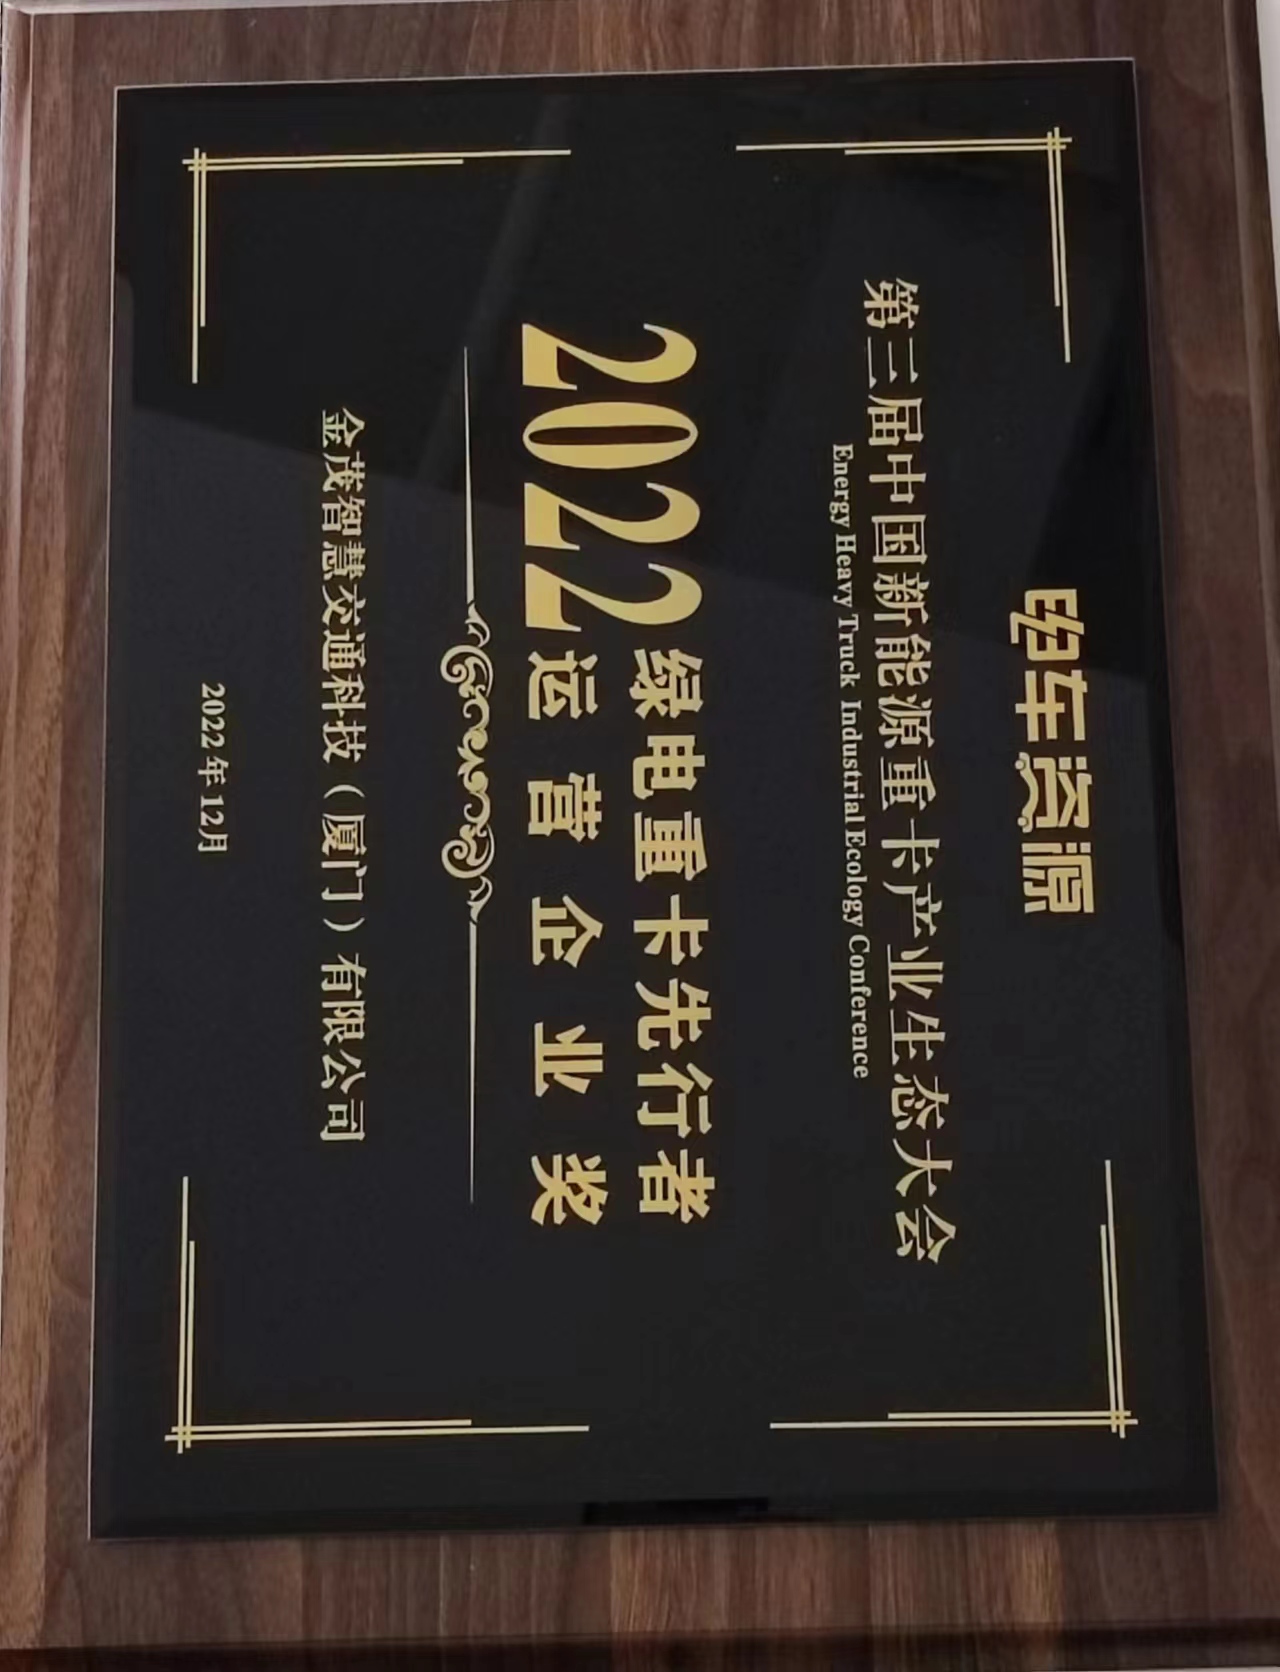 电车资源
第三届中国新能源重卡产业生态大会
Energy Heavy Truck Industrial Ecology Conference
2022绿电重卡先行者
运营企业奖
金茂智慧交通科技（厦门）有限公司
2022年12月